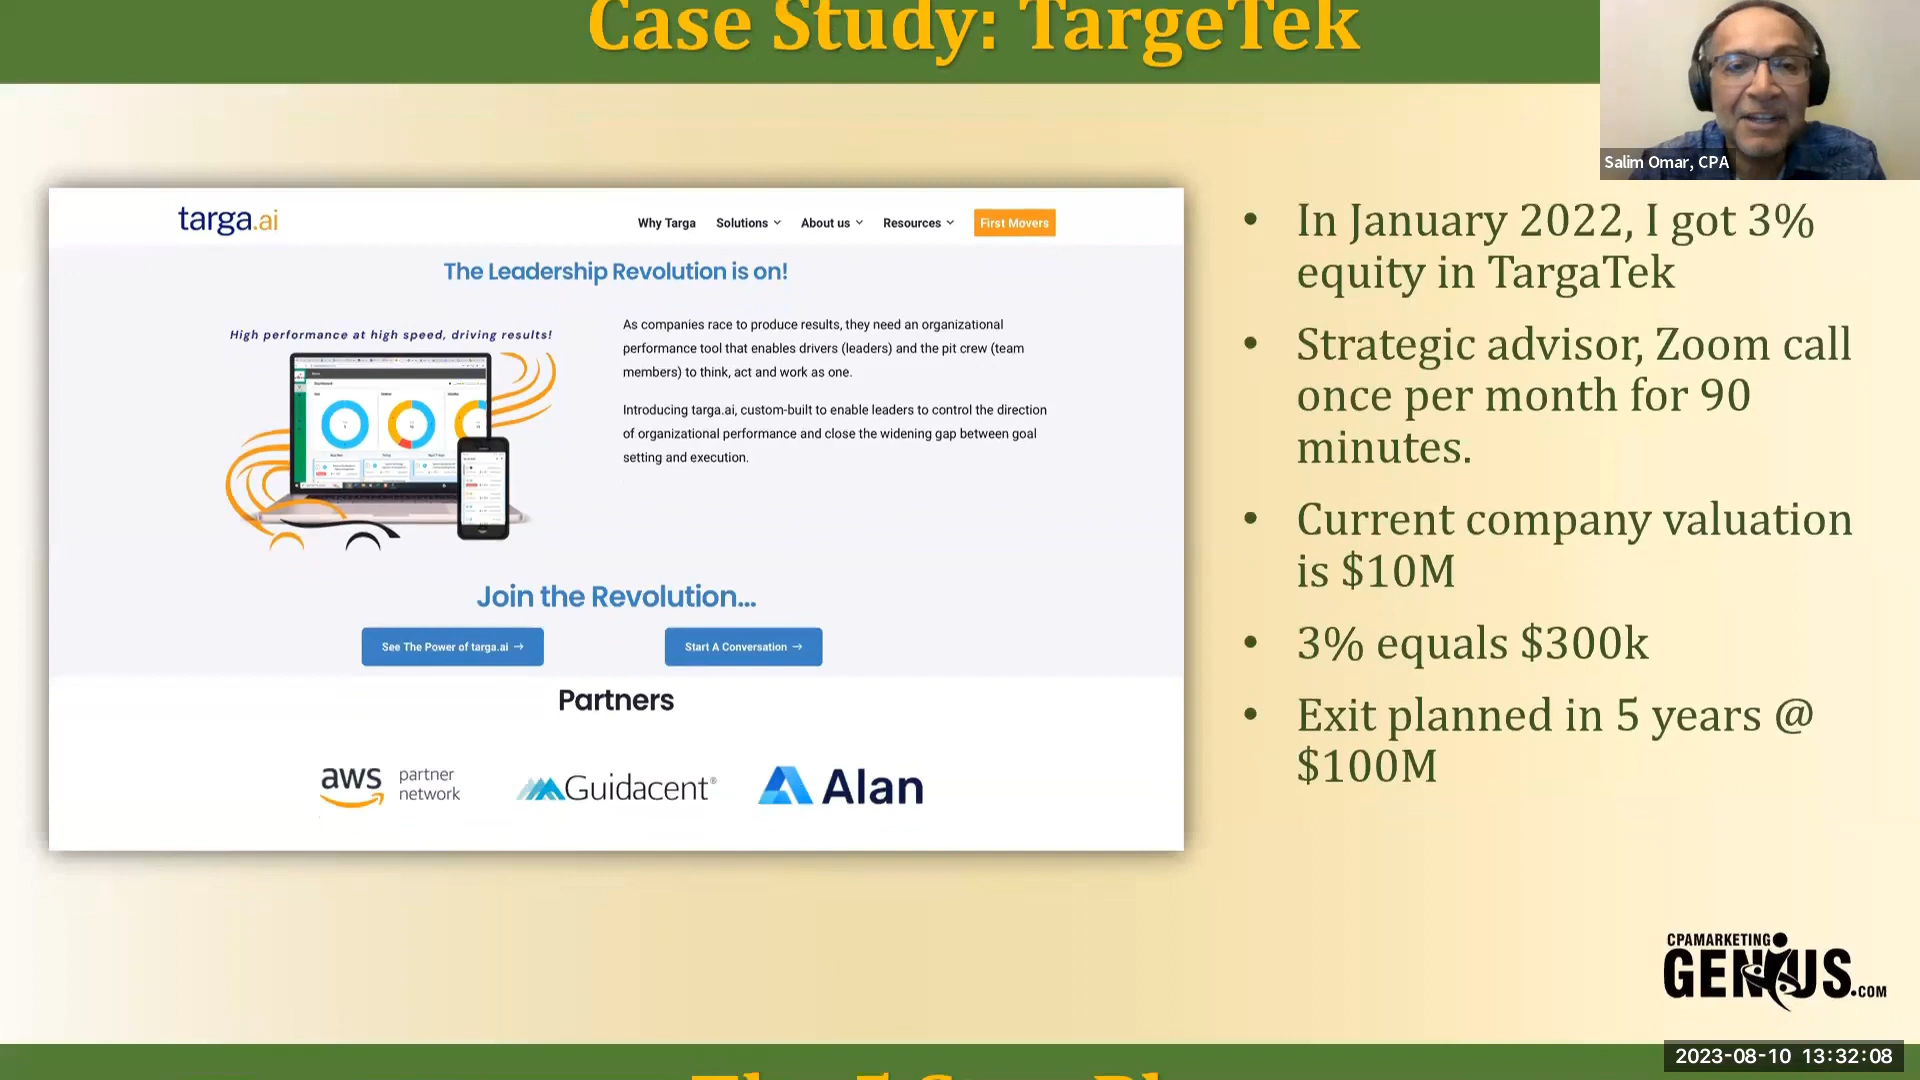 Case Study: TargeTek
Salim Omar, CPA
targa.ai
Why Targa Solutions About us Resources First Movers
The Leadership Revolution is on!
High performance at high speed, driving results!
As companies race to produce results, they need an organizational
performance tool that enables drivers (leaders) and the pit crew (team
members) to think, act and work as one.
Introducing targa.ai, custom-built to enable leaders to control the direction
of organizational performance and close the widening gap between goal
setting and execution.
Join the Revolution...
See The Power of targa.ai →
Start A Conversation →
Partners
aws partner network
Guidacent®
Alan
• In January 2022, I got 3%
equity in TargaTek
• Strategic advisor, Zoom call
once per month for 90
minutes.
• Current company valuation
is $10M
• 3% equals $300k
• Exit planned in 5 years @
$100M
CPAMARKETING
GENIUS.COM
2023-08-10 13:32:08